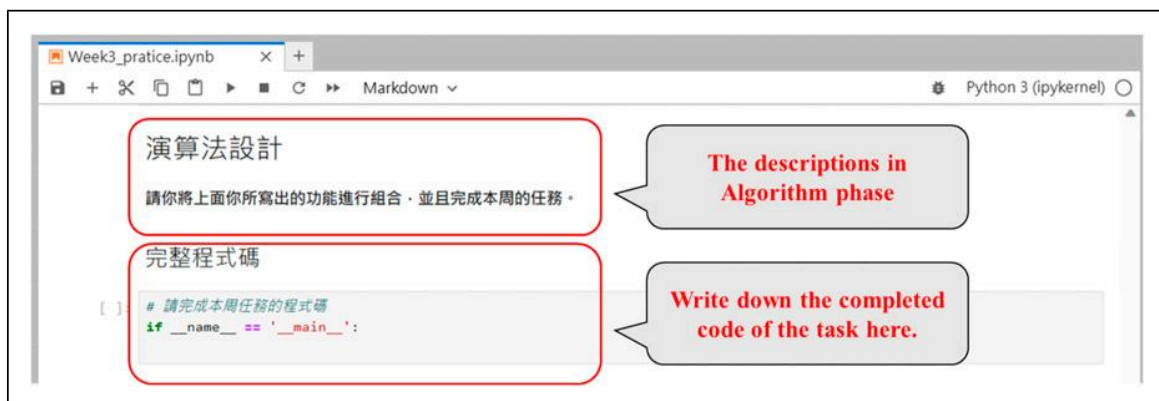 Week3_pratice.ipynb × +
Markdown
Python 3 (ipykernel)
演算法設計
請你將上面你所寫出的功能進行組合，並且完成本周的任務。
The descriptions in
Algorithm phase
完整程式碼
[ ]:
# 請完成本周任務的程式碼
if __name__ == '__main__':
Write down the completed
code of the task here.